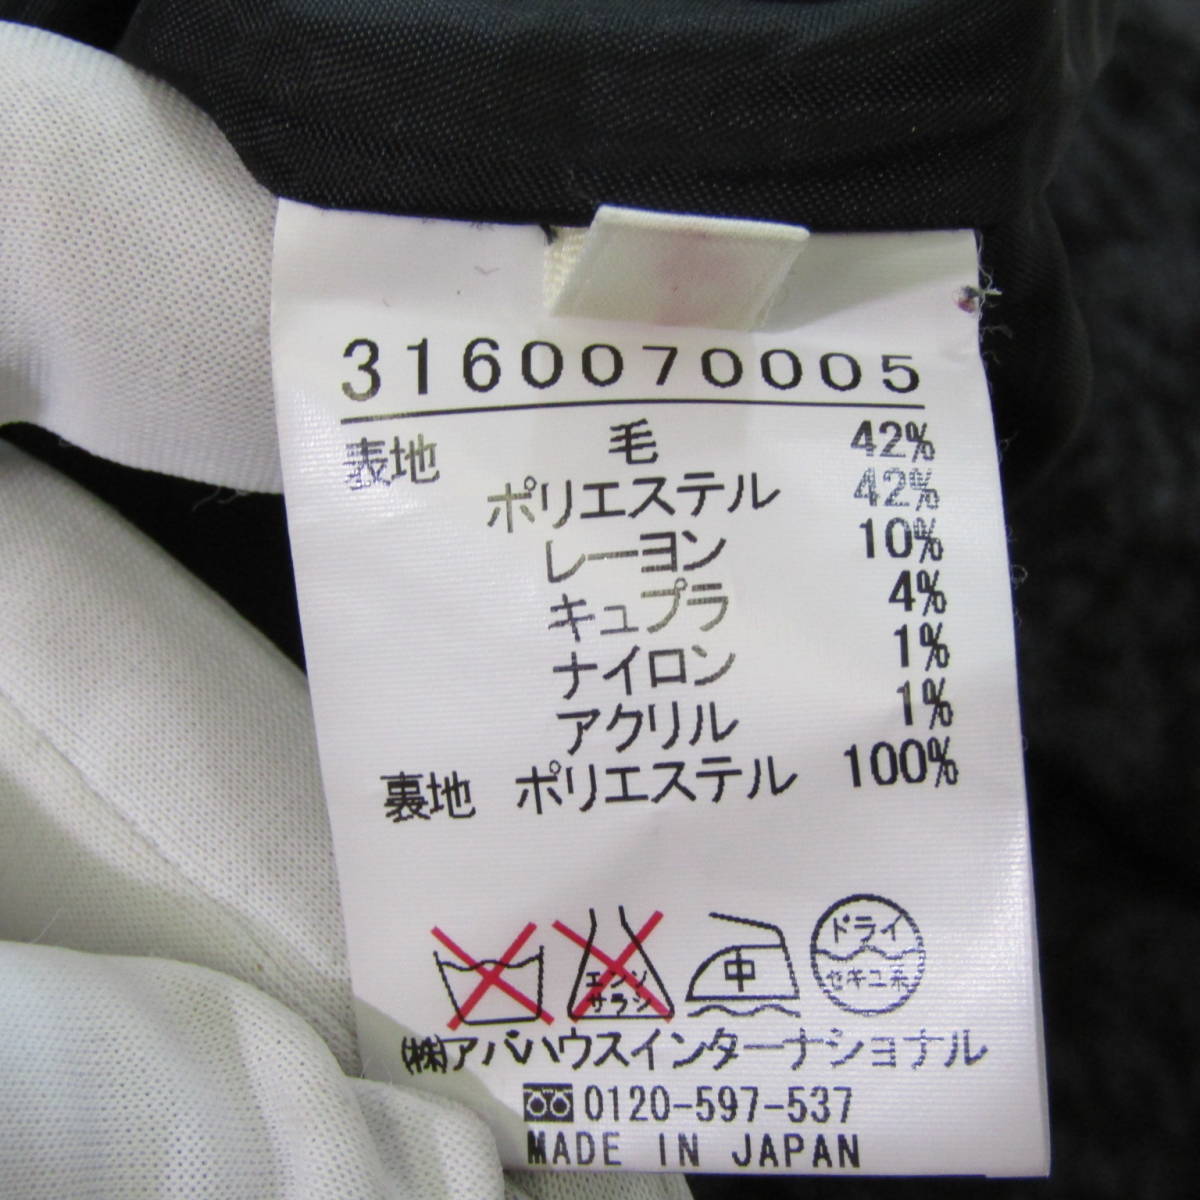 3160070005
表地 毛 42%
ポリエステル 42%
レーヨン 10%
キュプラ 4%
ナイロン 1%
アクリル 1%
裏地 ポリエステル 100%
エンソサラシ 中 ドライ セキユ系
㈱アバハウスインターナショナル
0120-597-537
MADE IN JAPAN